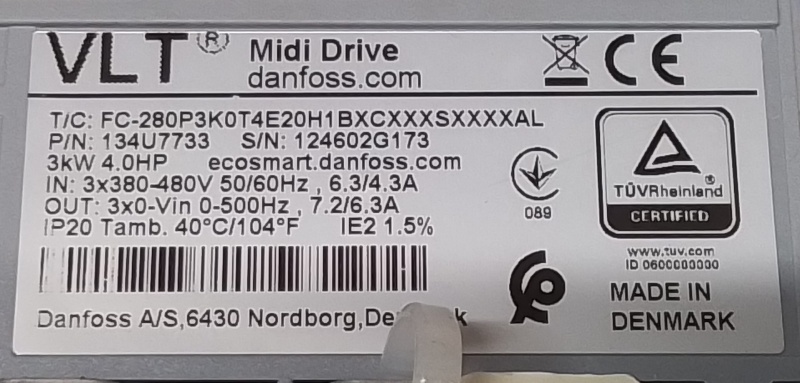 VLT® Midi Drive
danfoss.com
CE
T/C: FC-280P3K0T4E20H1BXCXXXSXXXXAL
P/N: 134U7733 S/N: 124602G173
3kW 4.0HP ecosmart.danfoss.com
IN: 3x380-480V 50/60Hz , 6.3/4.3A
OUT: 3x0-Vin 0-500Hz , 7.2/6.3A
IP20 Tamb. 40°C/104°F IE2 1.5%
089
TÜVRheinland®
CERTIFIED
www.tuv.com
ID 0600000000
MADE IN
DENMARK
Danfoss A/S,6430 Nordborg,